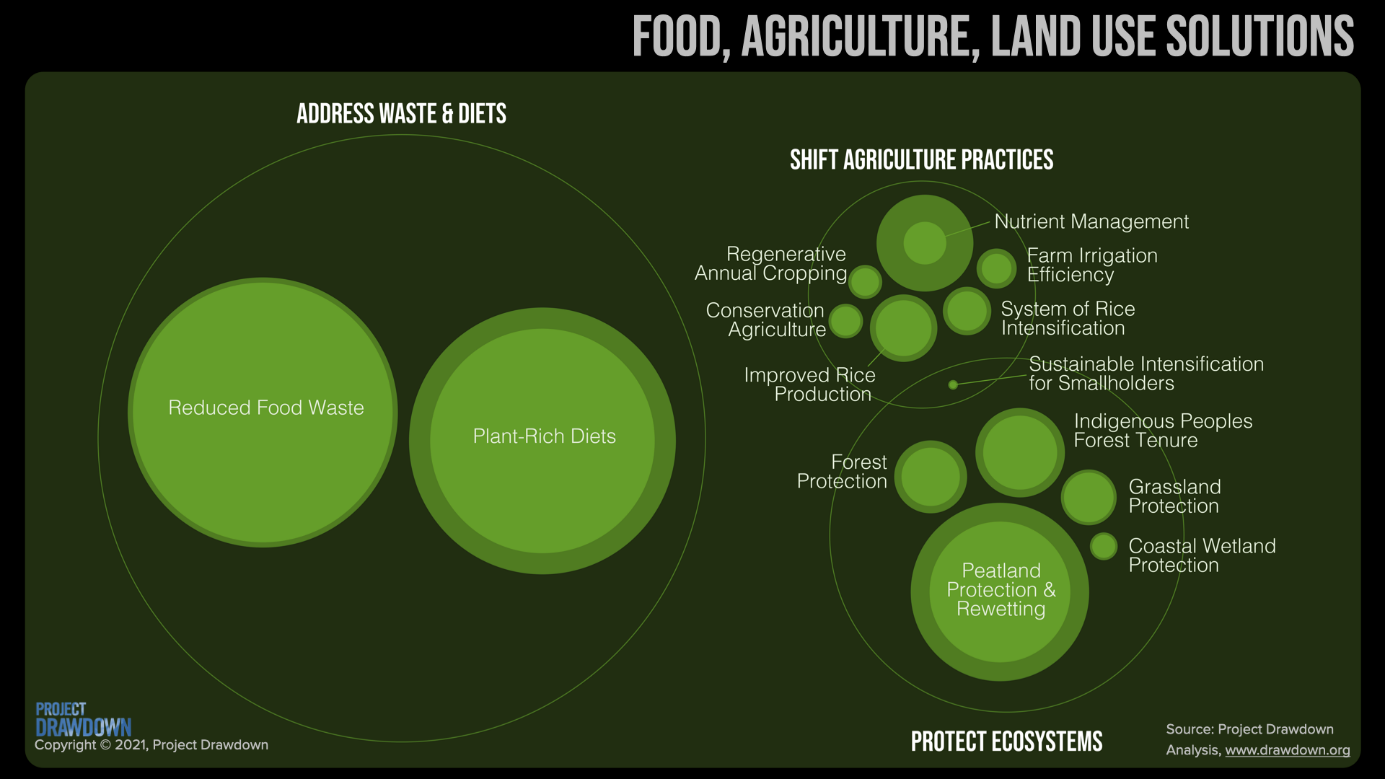 FOOD, AGRICULTURE, LAND USE SOLUTIONS
ADDRESS WASTE & DIETS
Reduced Food Waste
Plant-Rich Diets
SHIFT AGRICULTURE PRACTICES
Nutrient Management
Regenerative
Annual Cropping
Farm Irrigation
Efficiency
Conservation
Agriculture
System of Rice
Intensification
Improved Rice
Production
Sustainable Intensification
for Smallholders
Indigenous Peoples
Forest Tenure
Forest
Protection
Grassland
Protection
Coastal Wetland
Protection
Peatland
Protection &
Rewetting
PROTECT ECOSYSTEMS
PROJECT
DRAWDOWN
Copyright © 2021, Project Drawdown
Source: Project Drawdown
Analysis, www.drawdown.org